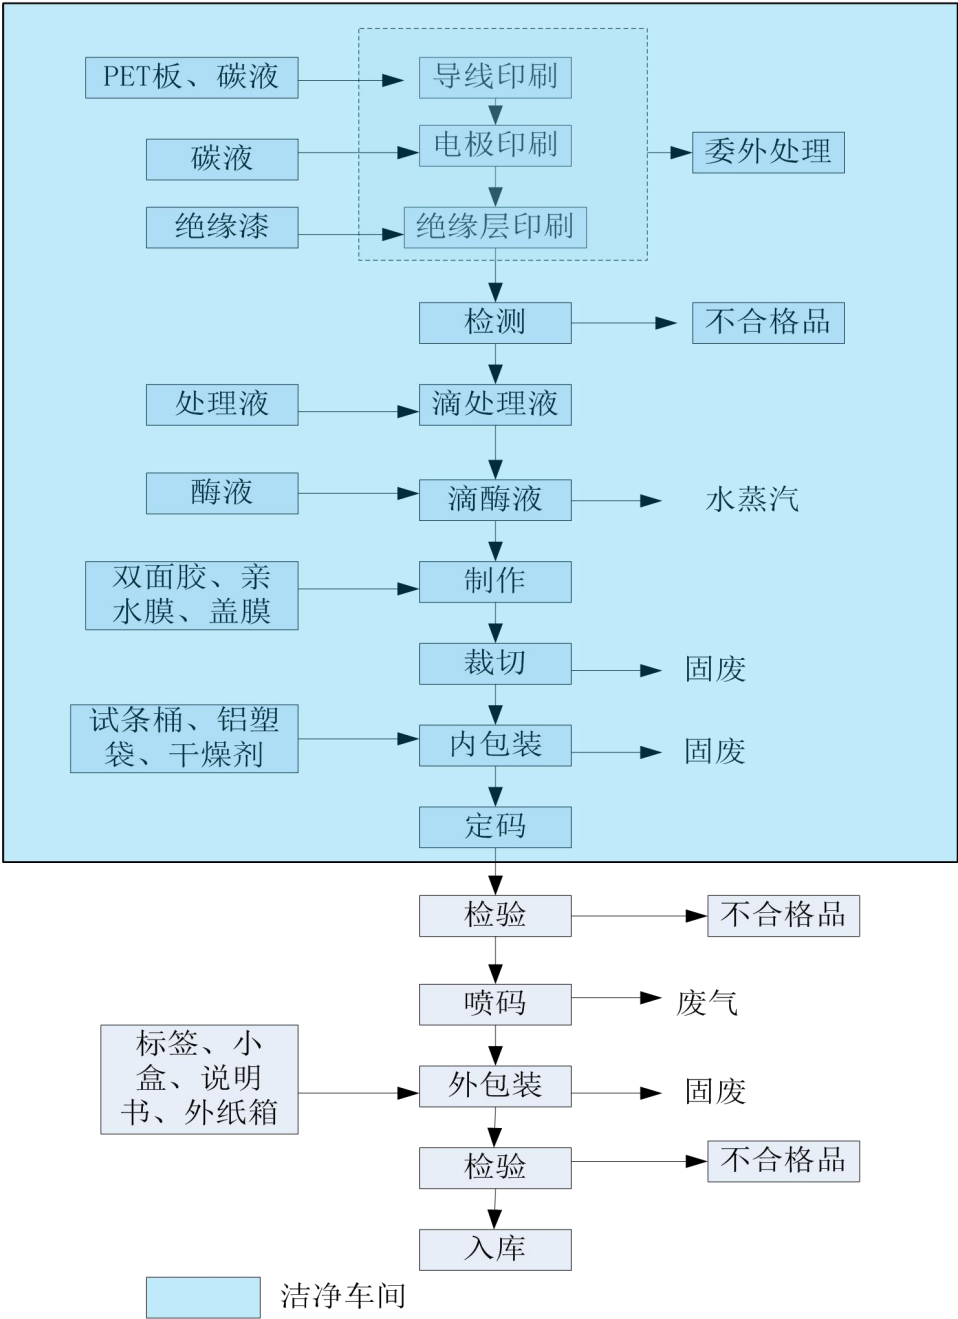 PET板、碳液
导线印刷
碳液
电极印刷
委外处理
绝缘漆
绝缘层印刷
检测
不合格品
处理液
滴处理液
酶液
滴酶液
水蒸汽
双面胶、亲
水膜、盖膜
制作
裁切
固废
试条桶、铝塑
袋、干燥剂
内包装
固废
定码
检验
不合格品
喷码
废气
标签、小
盒、说明
书、外纸箱
外包装
固废
检验
不合格品
入库
洁净车间